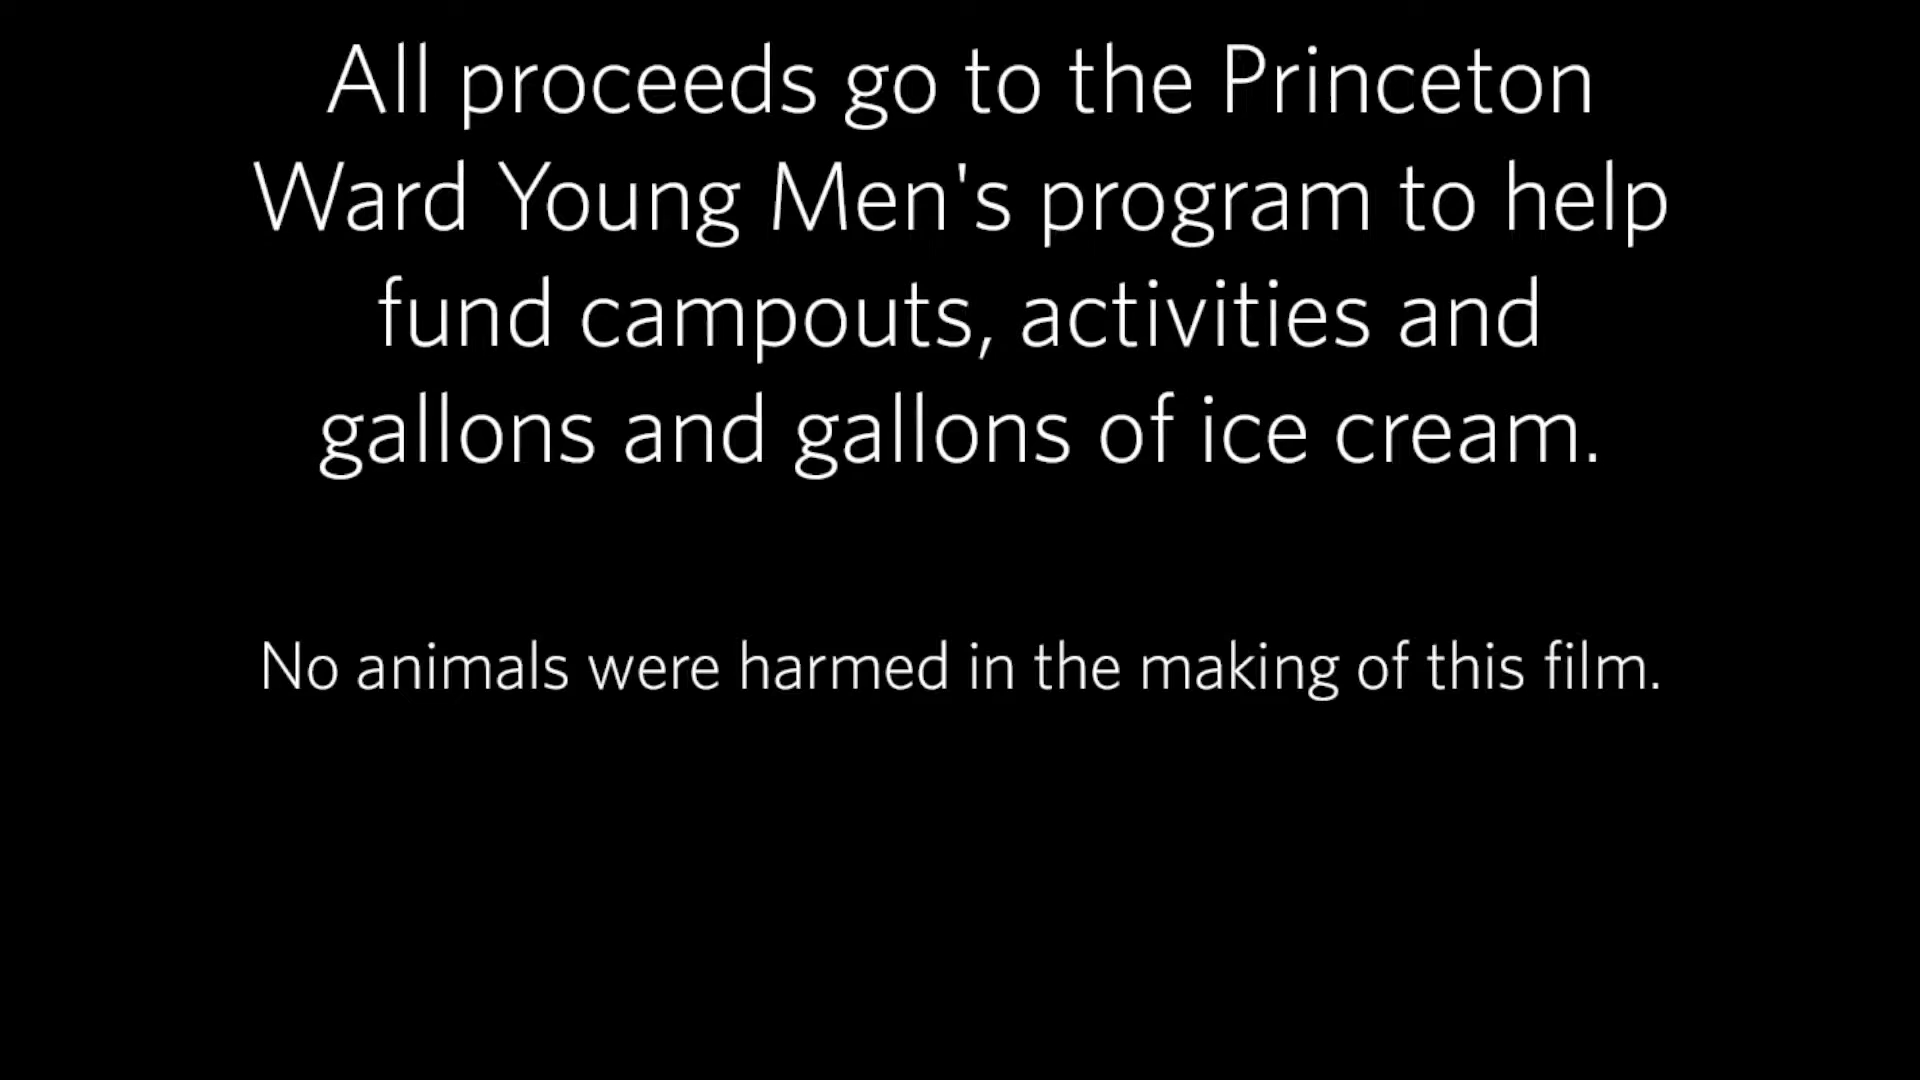 All proceeds go to the Princeton
Ward Young Men's program to help
fund campouts, activities and
gallons and gallons of ice cream.
No animals were harmed in the making of this film.